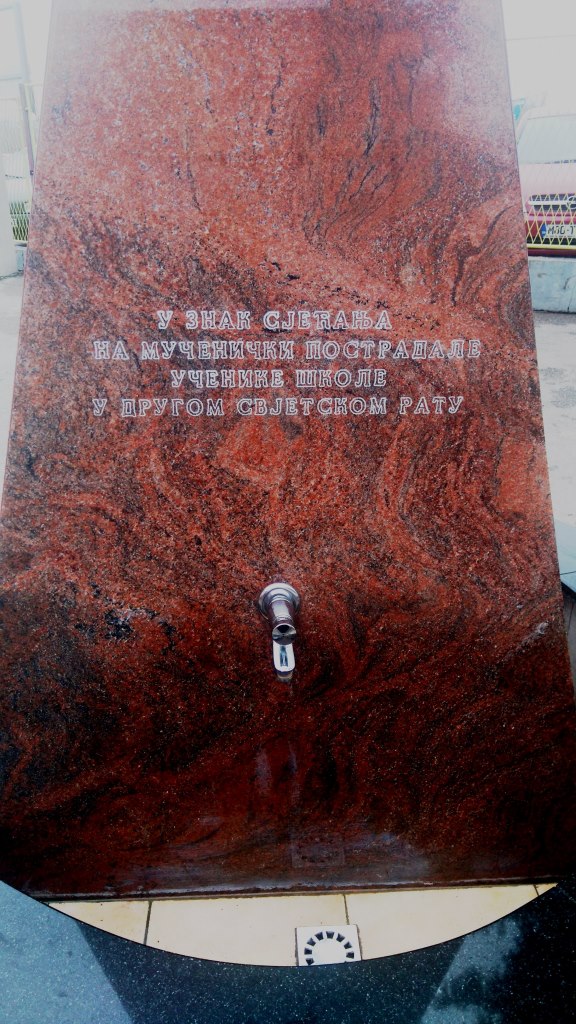 У ЗНАК СЈЕЋАЊА
НА МУЧЕНИЧКИ ПОСТРАДАЛЕ
УЧЕНИКЕ ШКОЛЕ
У ДРУГОМ СВЈЕТСКОМ РАТУ